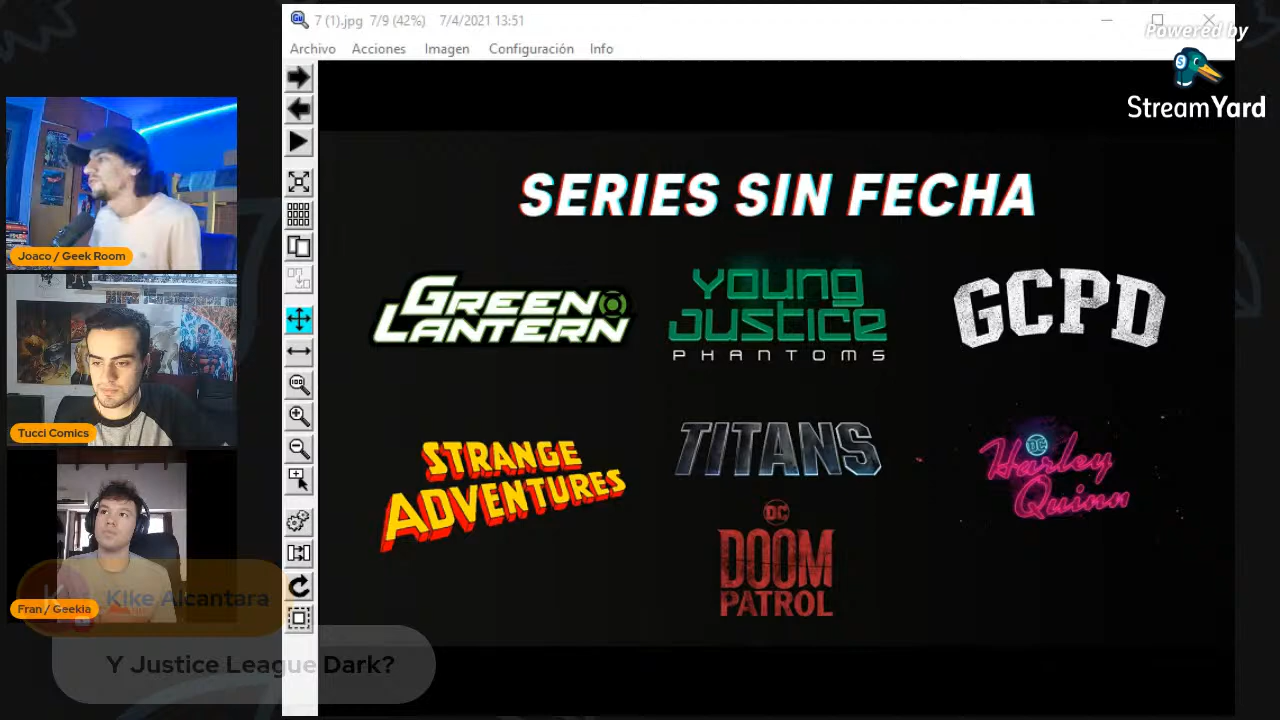 7 (1).jpg 7/9 (42%) 7/4/2021 13:51
Archivo Acciones Imagen Configuración Info
Powered by
StreamYard
SERIES SIN FECHA
GREEN
LANTERN
YOUNG
JUSTICE
PHANTOMS
GCPD
STRANGE
ADVENTURES
TITANS
DC
Harley
Quinn
DC
DOOM
PATROL
Joaco / Geek Room
Tucci Comics
Fran / Geekia
Kike Alcantara
Y Justice League Dark?
100